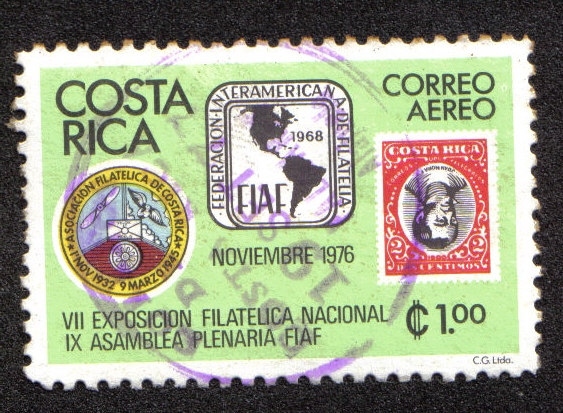 COSTA
RICA
FEDERACION·INTERAMERICANA·DE·FILATELIA·
1968
FIAF
CORREO
AEREO
COSTA RICA
CORREOS
2 2
CENTIMOS
★ASOCIACION FILATELICA DE COSTA RICA★
11 NOV 1932 9 MARZO 1945
NOVIEMBRE 1976
VII EXPOSICION FILATELICA NACIONAL
IX ASAMBLEA PLENARIA FIAF
₡ 1.00
C.G. Ltda.